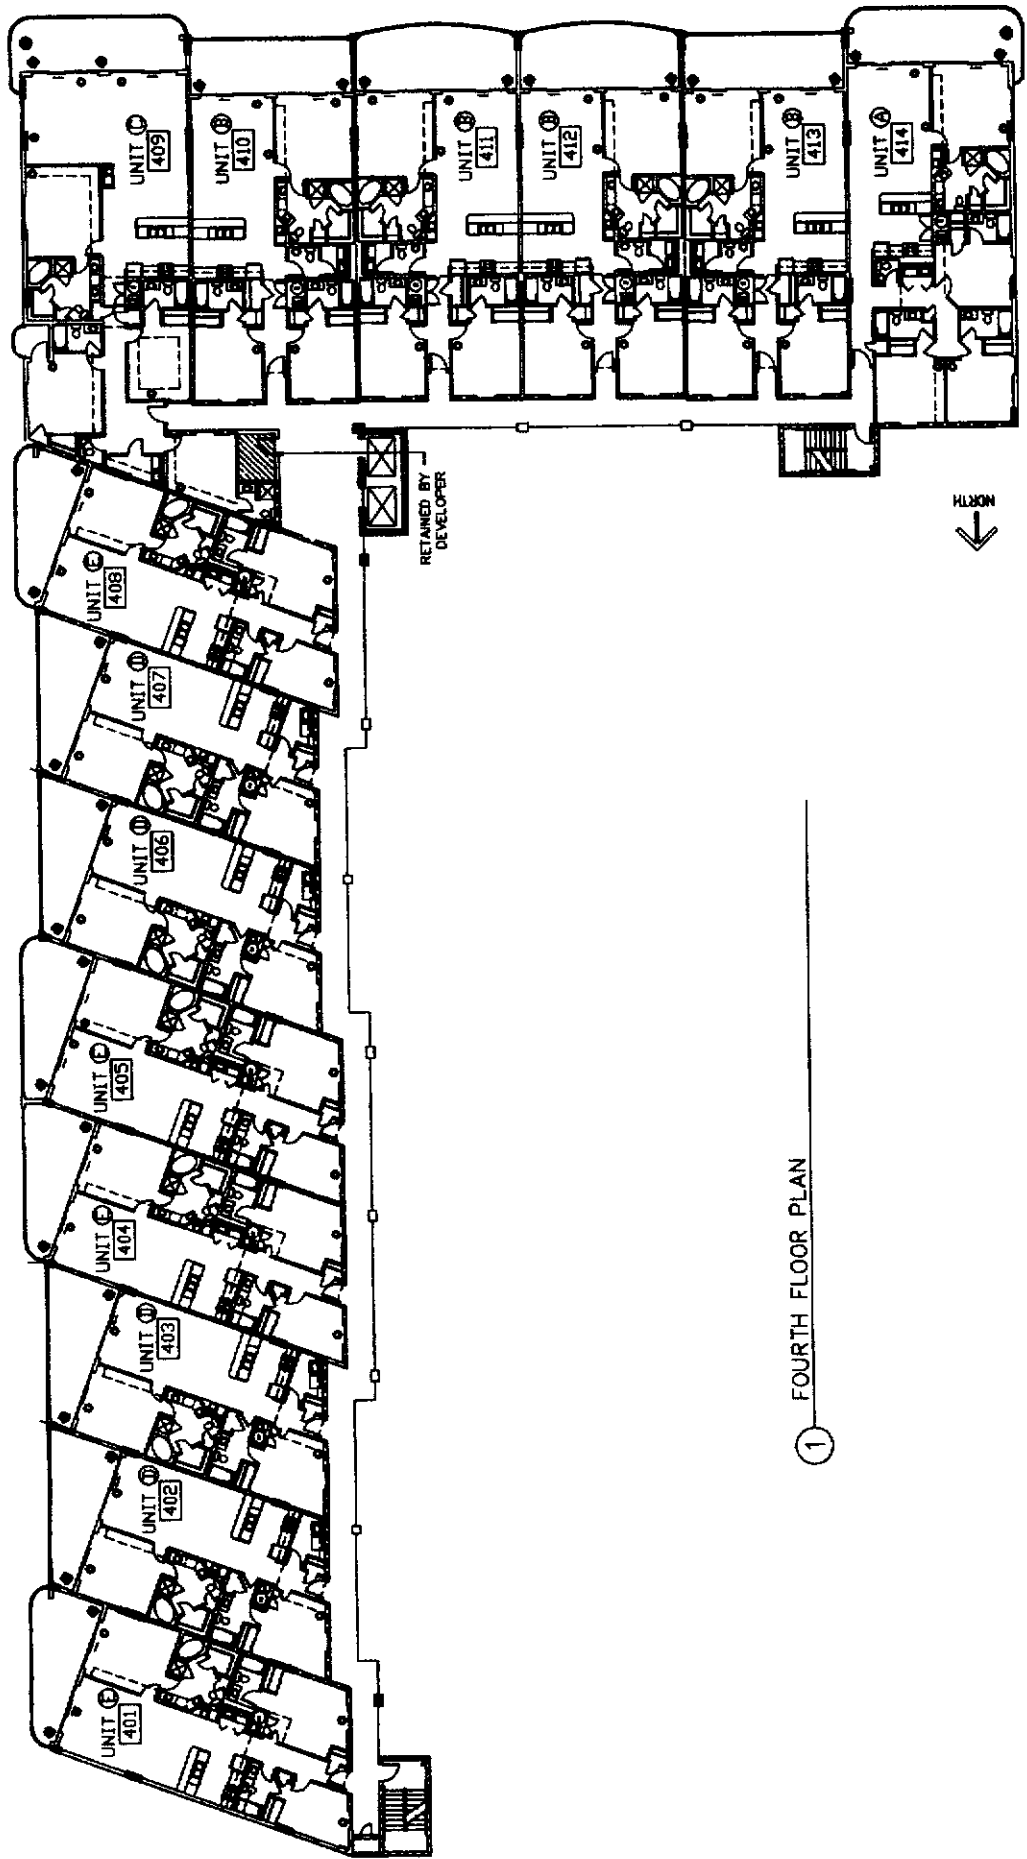 UNIT C
409
UNIT B
410
UNIT B
411
UNIT B
412
UNIT B
413
UNIT A
414
RETAINED BY
DEVELOPER
NORTH
UNIT E
408
UNIT D
407
UNIT D
406
UNIT E
405
UNIT E
404
UNIT D
403
UNIT D
402
UNIT E
401
1
FOURTH FLOOR PLAN